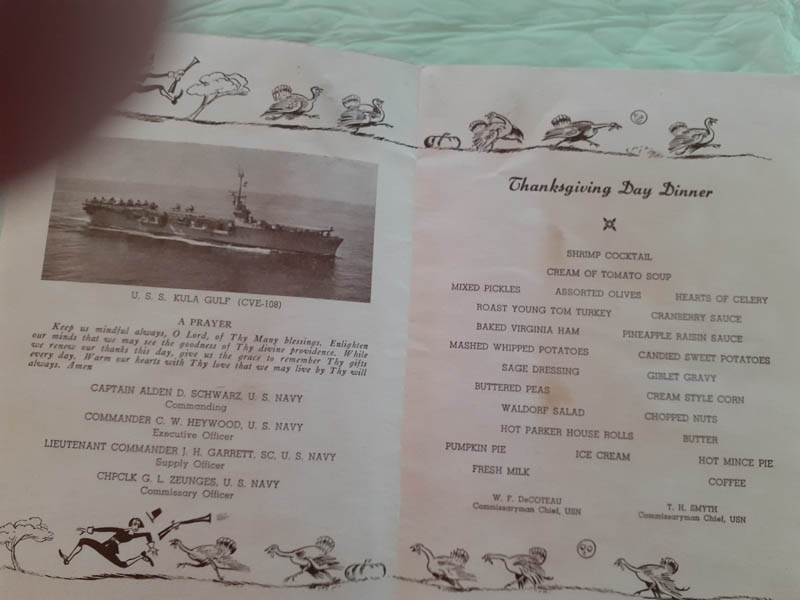 U. S. S. KULA GULF (CVE-108)
A PRAYER
Keep us mindful always, O Lord, of Thy Many blessings. Enlighten
our minds that we may see the goodness of Thy divine providence. While
we renew our thanks this day, give us the grace to remember Thy gifts
every day. Warm our hearts with Thy love that we may live by Thy will
always. Amen
CAPTAIN ALDEN D. SCHWARZ, U. S. NAVY
Commanding
COMMANDER C. W. HEYWOOD, U. S. NAVY
Executive Officer
LIEUTENANT COMMANDER J. H. GARRETT, SC, U. S. NAVY
Supply Officer
CHPCLK G. L. ZEUNGES, U. S. NAVY
Commissary Officer
Thanksgiving Day Dinner
SHRIMP COCKTAIL
CREAM OF TOMATO SOUP
MIXED PICKLES ASSORTED OLIVES HEARTS OF CELERY
ROAST YOUNG TOM TURKEY CRANBERRY SAUCE
BAKED VIRGINIA HAM PINEAPPLE RAISIN SAUCE
MASHED WHIPPED POTATOES CANDIED SWEET POTATOES
SAGE DRESSING GIBLET GRAVY
BUTTERED PEAS CREAM STYLE CORN
WALDORF SALAD CHOPPED NUTS
HOT PARKER HOUSE ROLLS BUTTER
PUMPKIN PIE ICE CREAM HOT MINCE PIE
FRESH MILK COFFEE
W. F. DeCOTEAU T. H. SMYTH
Commissaryman Chief, USN Commissaryman Chief, USN